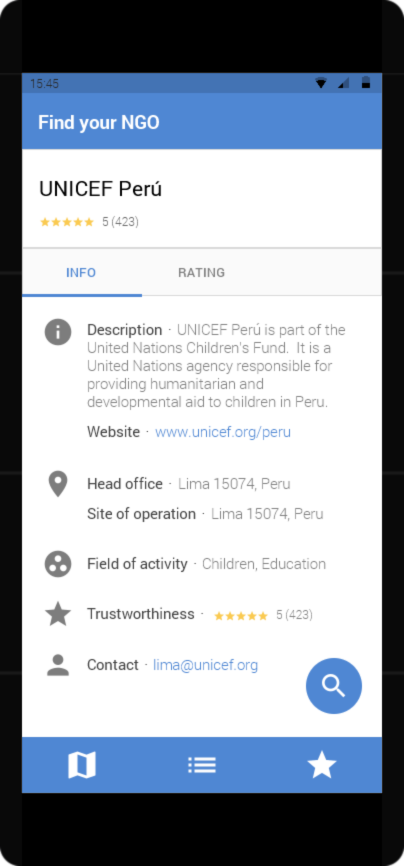 15:45
Find your NGO
UNICEF Perú
5 (423)
INFO RATING
Description · UNICEF Perú is part of the
United Nations Children's Fund. It is a
United Nations agency responsible for
providing humanitarian and
developmental aid to children in Peru.
Website · www.unicef.org/peru
Head office · Lima 15074, Peru
Site of operation · Lima 15074, Peru
Field of activity · Children, Education
Trustworthiness · 5 (423)
Contact · lima@unicef.org